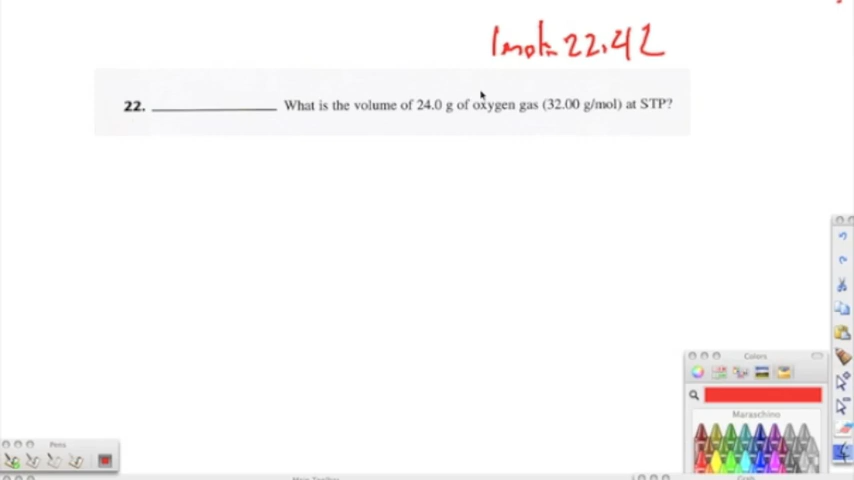 1mol=22.4L
22. ____________ What is the volume of 24.0 g of oxygen gas (32.00 g/mol) at STP?
Colors
Maraschino
Pens